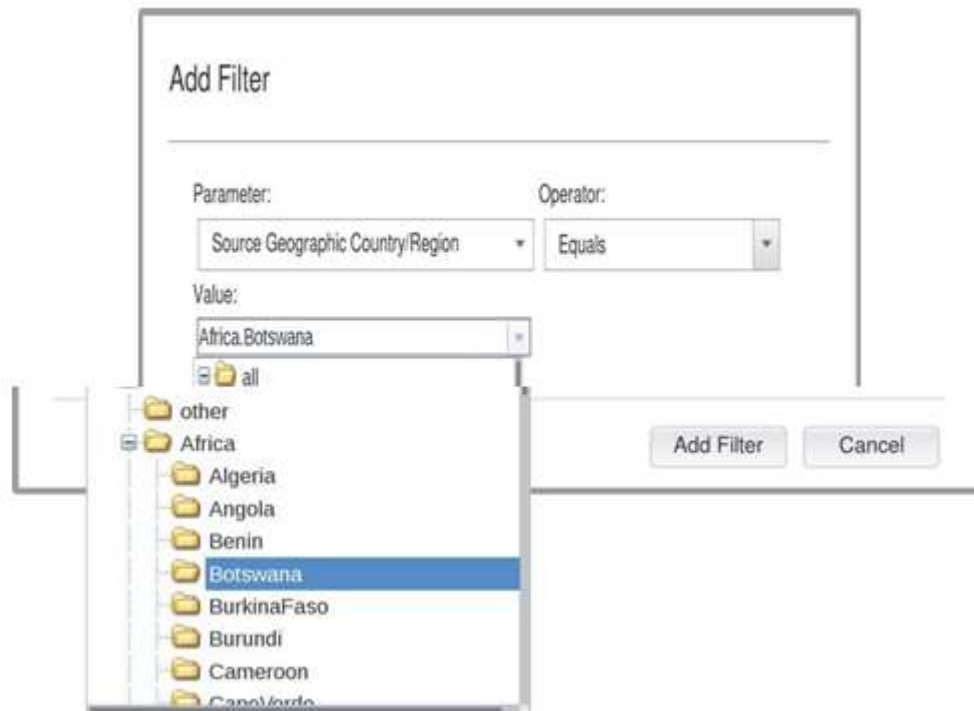 Add Filter
Parameter: Operator:
Source Geographic Country/Region Equals
Value:
Africa.Botswana
all
other
Africa
Add Filter Cancel
Algeria
Angola
Benin
Botswana
BurkinaFaso
Burundi
Cameroon
CapeVerde